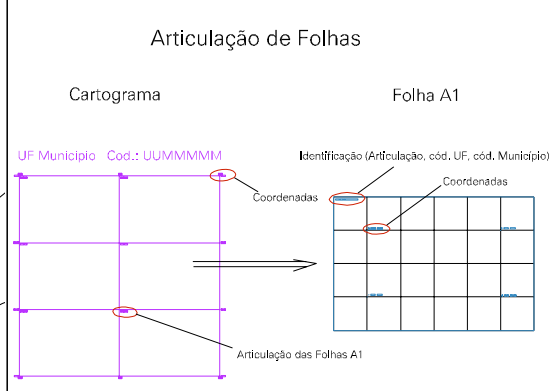 Articulação de Folhas
Cartograma
Folha A1
UF Municipio Cod.: UUMMMMM
Identificação (Articulação, cód. UF, cód. Município)
Coordenadas
Coordenadas
Articulação das Folhas A1